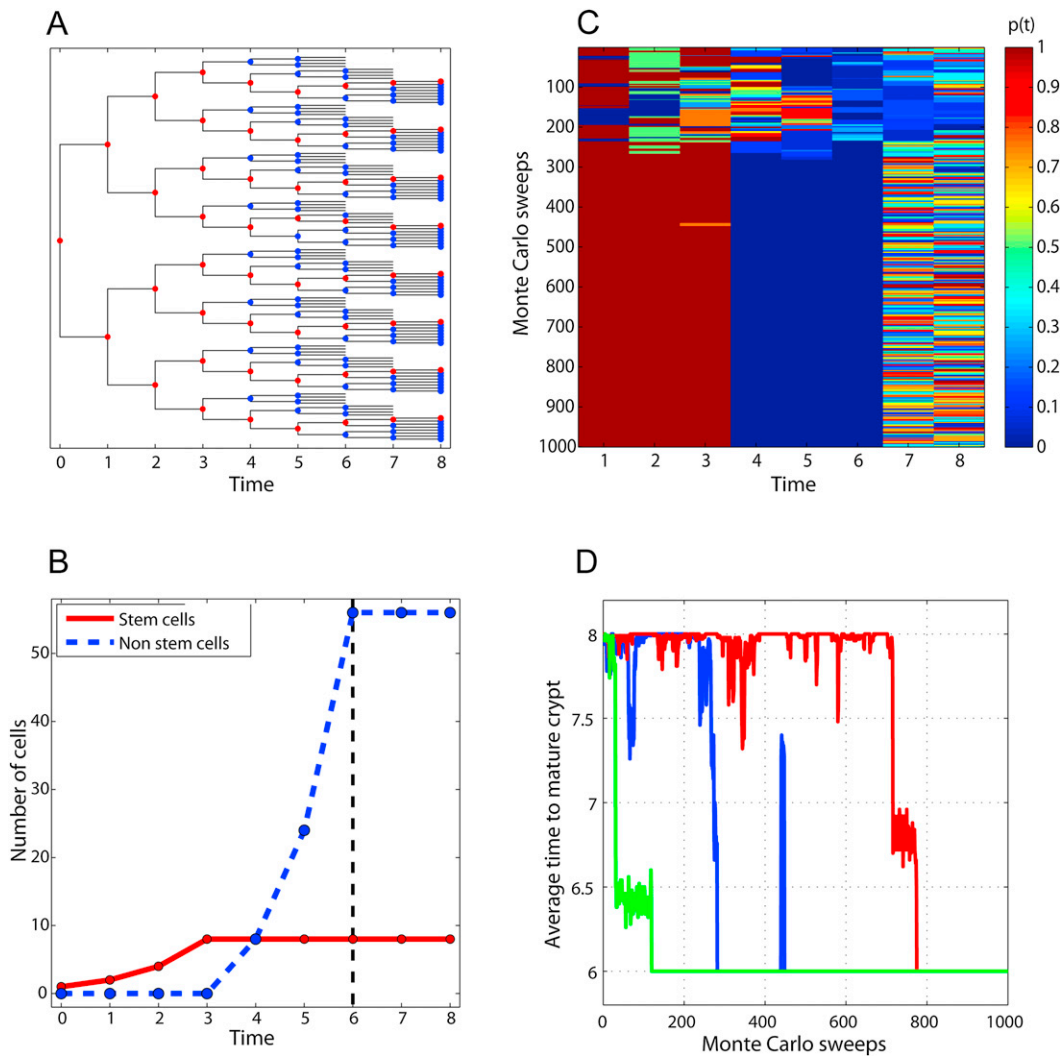 A
0 1 2 3 4 5 6 7 8
Time
C
p(t)
100
200
300
400
500
600
700
800
900
1000
Monte Carlo sweeps
1 2 3 4 5 6 7 8
Time
1
0.9
0.8
0.7
0.6
0.5
0.4
0.3
0.2
0.1
0
B
Stem cells
Non stem cells
50
40
30
20
10
0
Number of cells
0 1 2 3 4 5 6 7 8
Time
D
8
7.5
7
6.5
6
Average time to mature crypt
0 200 400 600 800 1000
Monte Carlo sweeps